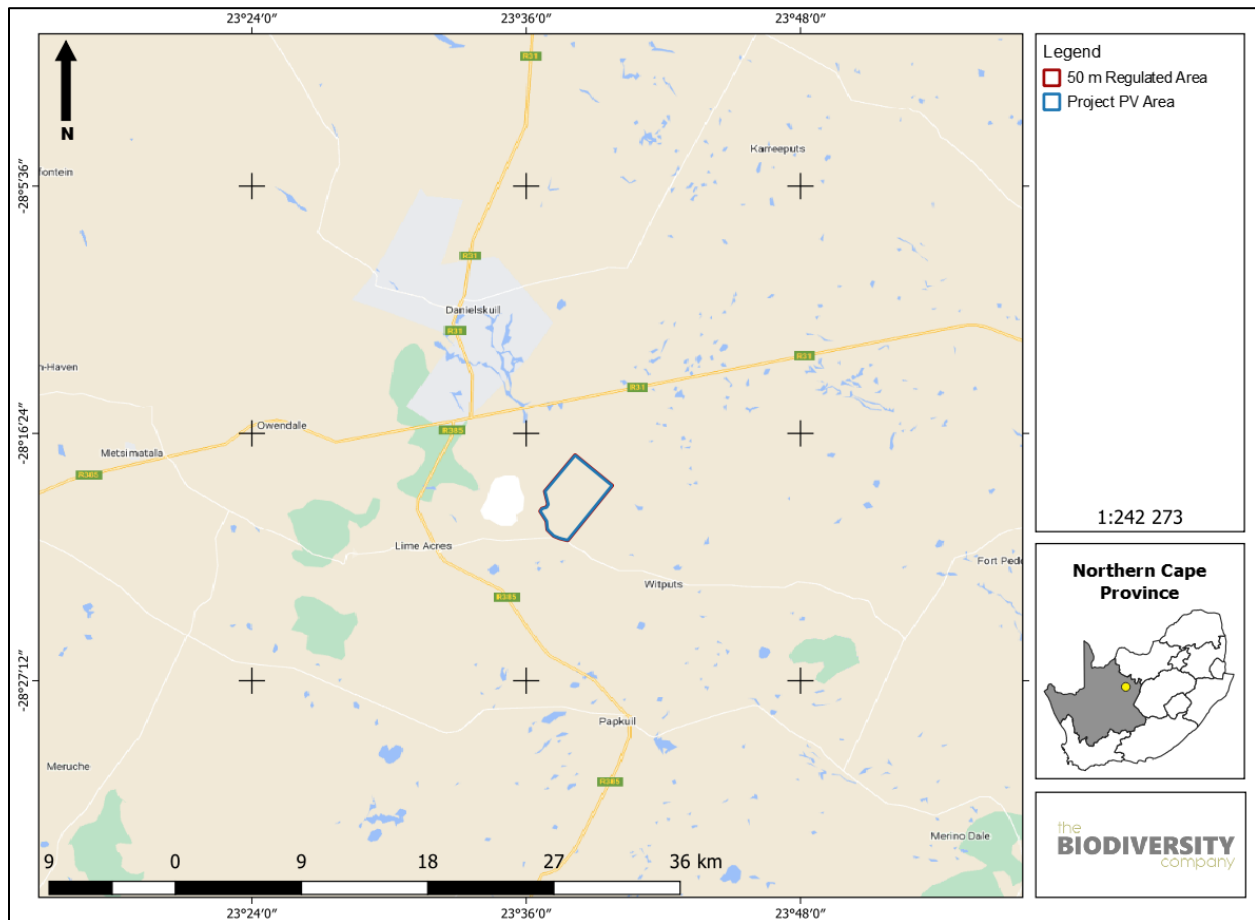 23°24′0″ 23°36′0″ 23°48′0″
R31
N
Karreeputs
-28°5′36″
-28°5′36″
R31
Danielskuil
R31
R31
n-Haven
R31
Owendale
R385
-28°16′24″
-28°16′24″
Metsimatala
R385
Lime Acres
Fort Pedd
Witputs
R385
-28°27′12″
-28°27′12″
Papkuil
Meruche
R385
Merino Dale
9 0 9 18 27 36 km
23°24′0″ 23°36′0″ 23°48′0″
Legend
50 m Regulated Area
Project PV Area
1:242 273
Northern Cape
Province
the
BIODIVERSITY
company